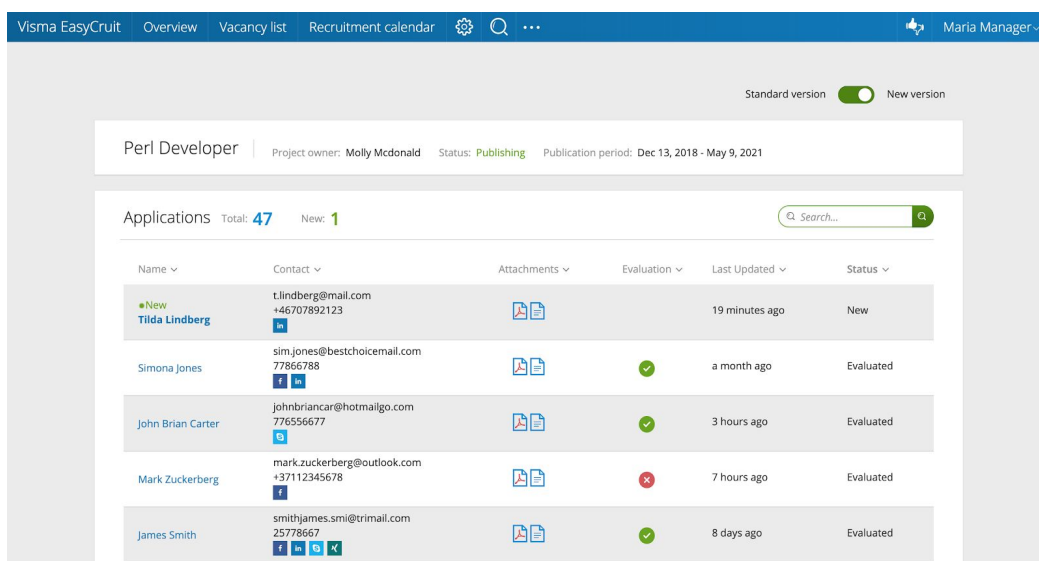 Visma EasyCruit Overview Vacancy list Recruitment calendar Maria Manager
Standard version New version
Perl Developer Project owner: Molly Mcdonald Status: Publishing Publication period: Dec 13, 2018 - May 9, 2021
Applications Total: 47 New: 1 Search...
Name Contact Attachments Evaluation Last Updated Status
New
Tilda Lindberg
t.lindberg@mail.com
+46707892123
in
19 minutes ago New
Simona Jones
sim.jones@bestchoicemail.com
77866788
f in
a month ago Evaluated
John Brian Carter
johnbriancar@hotmailgo.com
776556677
S
3 hours ago Evaluated
Mark Zuckerberg
mark.zuckerberg@outlook.com
+37112345678
f
7 hours ago Evaluated
James Smith
smithjames.smi@trimail.com
25778667
f in S
8 days ago Evaluated